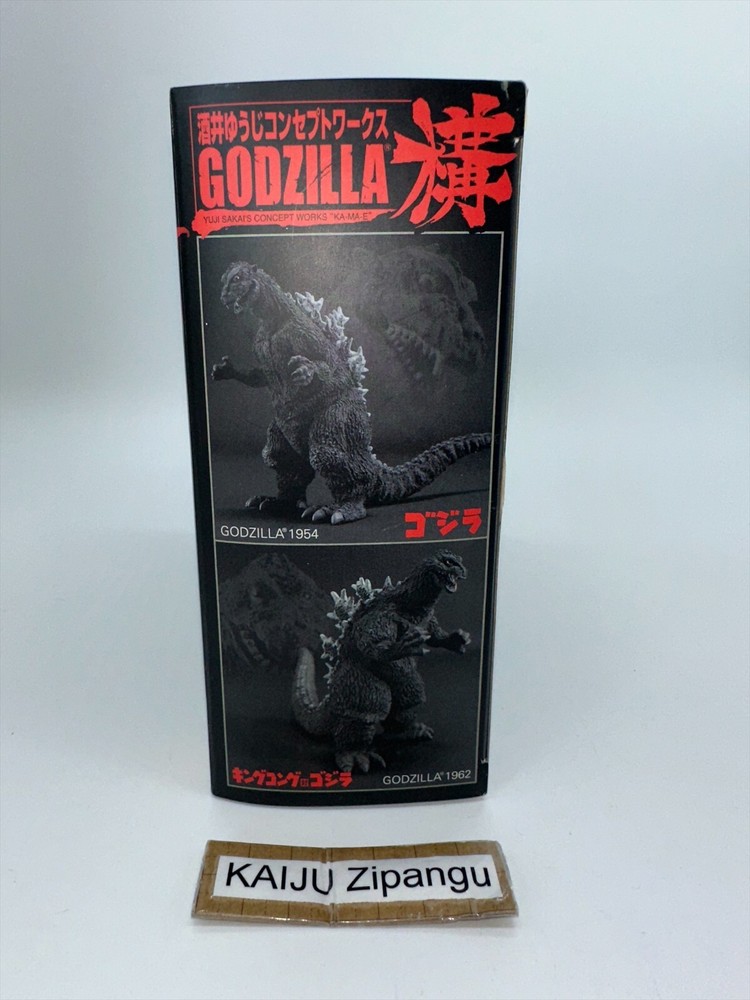 酒井ゆうじコンセプトワークス
GODZILLA® 構
YUJI SAKAI'S CONCEPT WORKS "KA-MA-E"
GODZILLA® 1954
ゴジラ
キングコング対ゴジラ
GODZILLA® 1962
KAIJU Zipangu